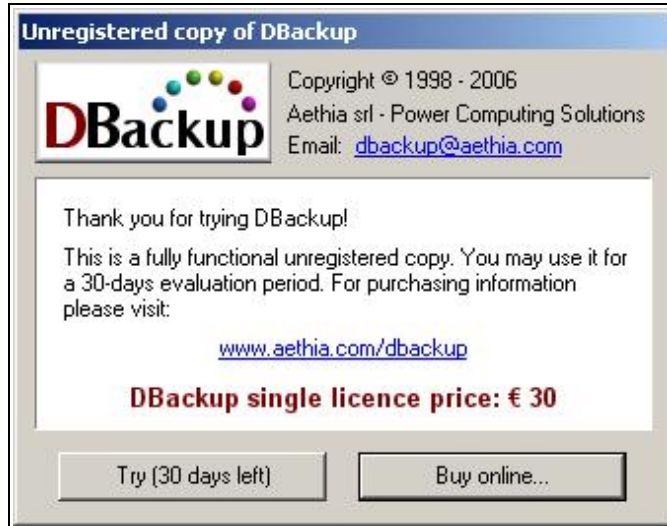 Unregistered copy of DBackup
DBackup
Copyright © 1998 - 2006
Aethia srl - Power Computing Solutions
Email: dbackup@aethia.com
Thank you for trying DBackup!
This is a fully functional unregistered copy. You may use it for
a 30-days evaluation period. For purchasing information
please visit:
www.aethia.com/dbackup
DBackup single licence price: € 30
Try (30 days left)
Buy online...